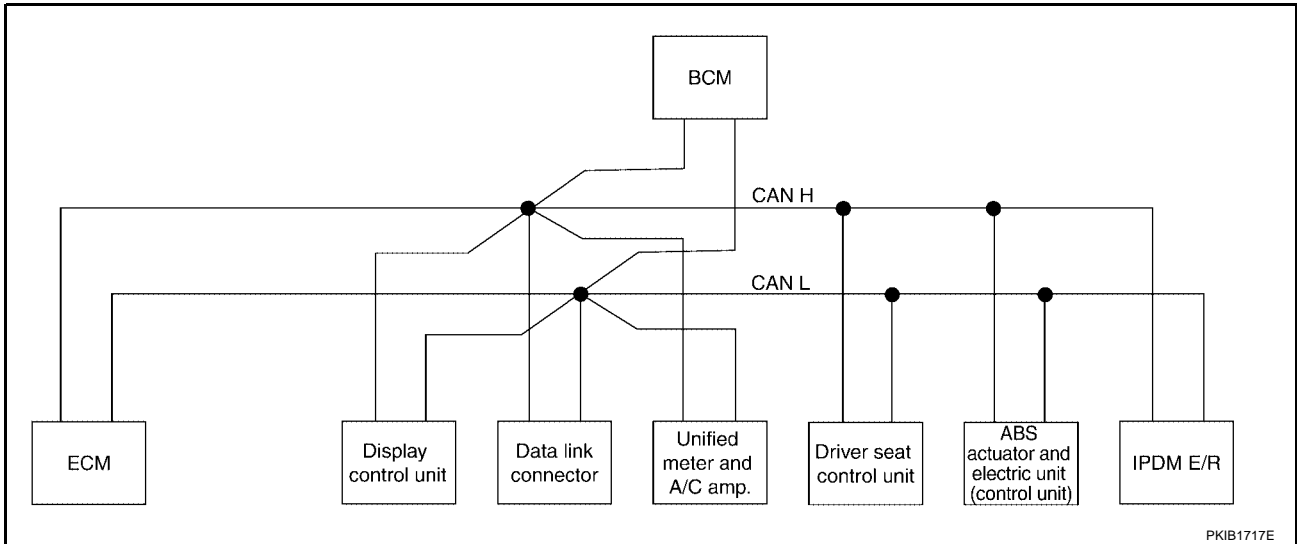 BCM
CAN H
CAN L
ECM
Display
control unit
Data link
connector
Unified
meter and
A/C amp.
Driver seat
control unit
ABS
actuator and
electric unit
(control unit)
IPDM E/R
PKIB1717E